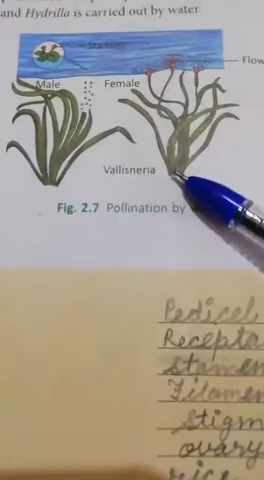 and Hydrilla is carried out by water.
Stamen
Flow
Male
Female
Vallisneria
Fig. 2.7 Pollination by
Pedicel
Recepta
Stamen
Filamen
Stigm
ovary